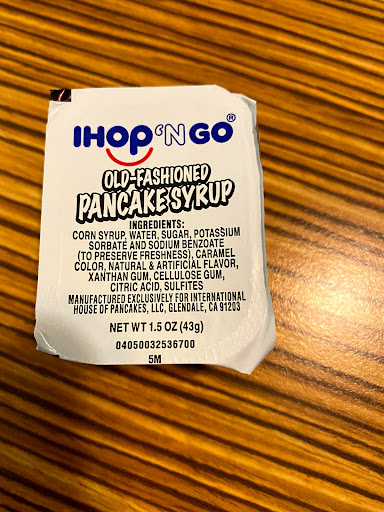 IHOP 'N GO®
OLD-FASHIONED
PANCAKE SYRUP
INGREDIENTS:
CORN SYRUP, WATER, SUGAR, POTASSIUM
SORBATE AND SODIUM BENZOATE
(TO PRESERVE FRESHNESS), CARAMEL
COLOR, NATURAL & ARTIFICIAL FLAVOR,
XANTHAN GUM, CELLULOSE GUM,
CITRIC ACID, SULFITES
MANUFACTURED EXCLUSIVELY FOR INTERNATIONAL
HOUSE OF PANCAKES, LLC, GLENDALE, CA 91203
NET WT 1.5 OZ (43g)
04050032536700
5M